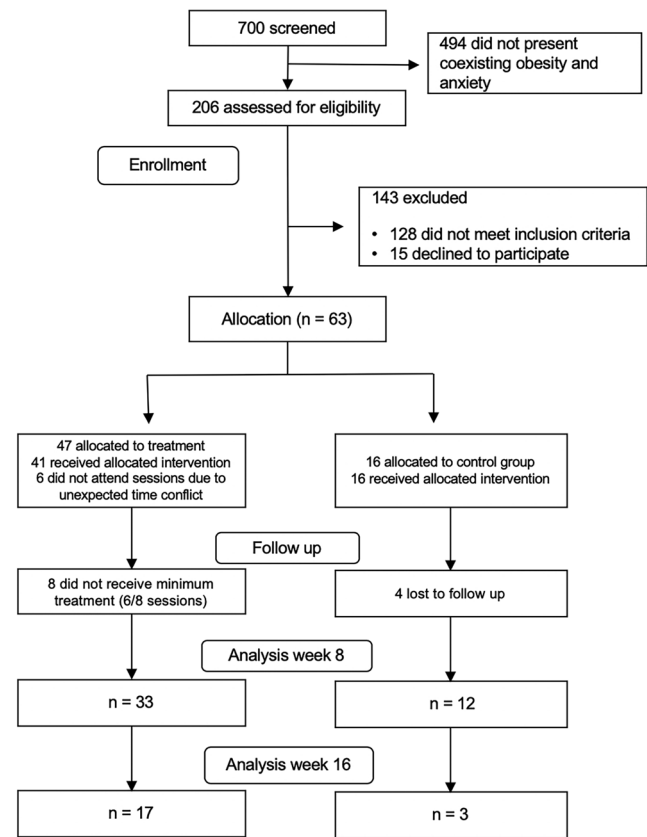 700 screened
494 did not present
coexisting obesity and
anxiety
206 assessed for eligibility
Enrollment
143 excluded
• 128 did not meet inclusion criteria
• 15 declined to participate
Allocation (n = 63)
47 allocated to treatment
41 received allocated intervention
6 did not attend sessions due to
unexpected time conflict
16 allocated to control group
16 received allocated intervention
Follow up
8 did not receive minimum
treatment (6/8 sessions)
4 lost to follow up
Analysis week 8
n = 33
n = 12
Analysis week 16
n = 17
n = 3